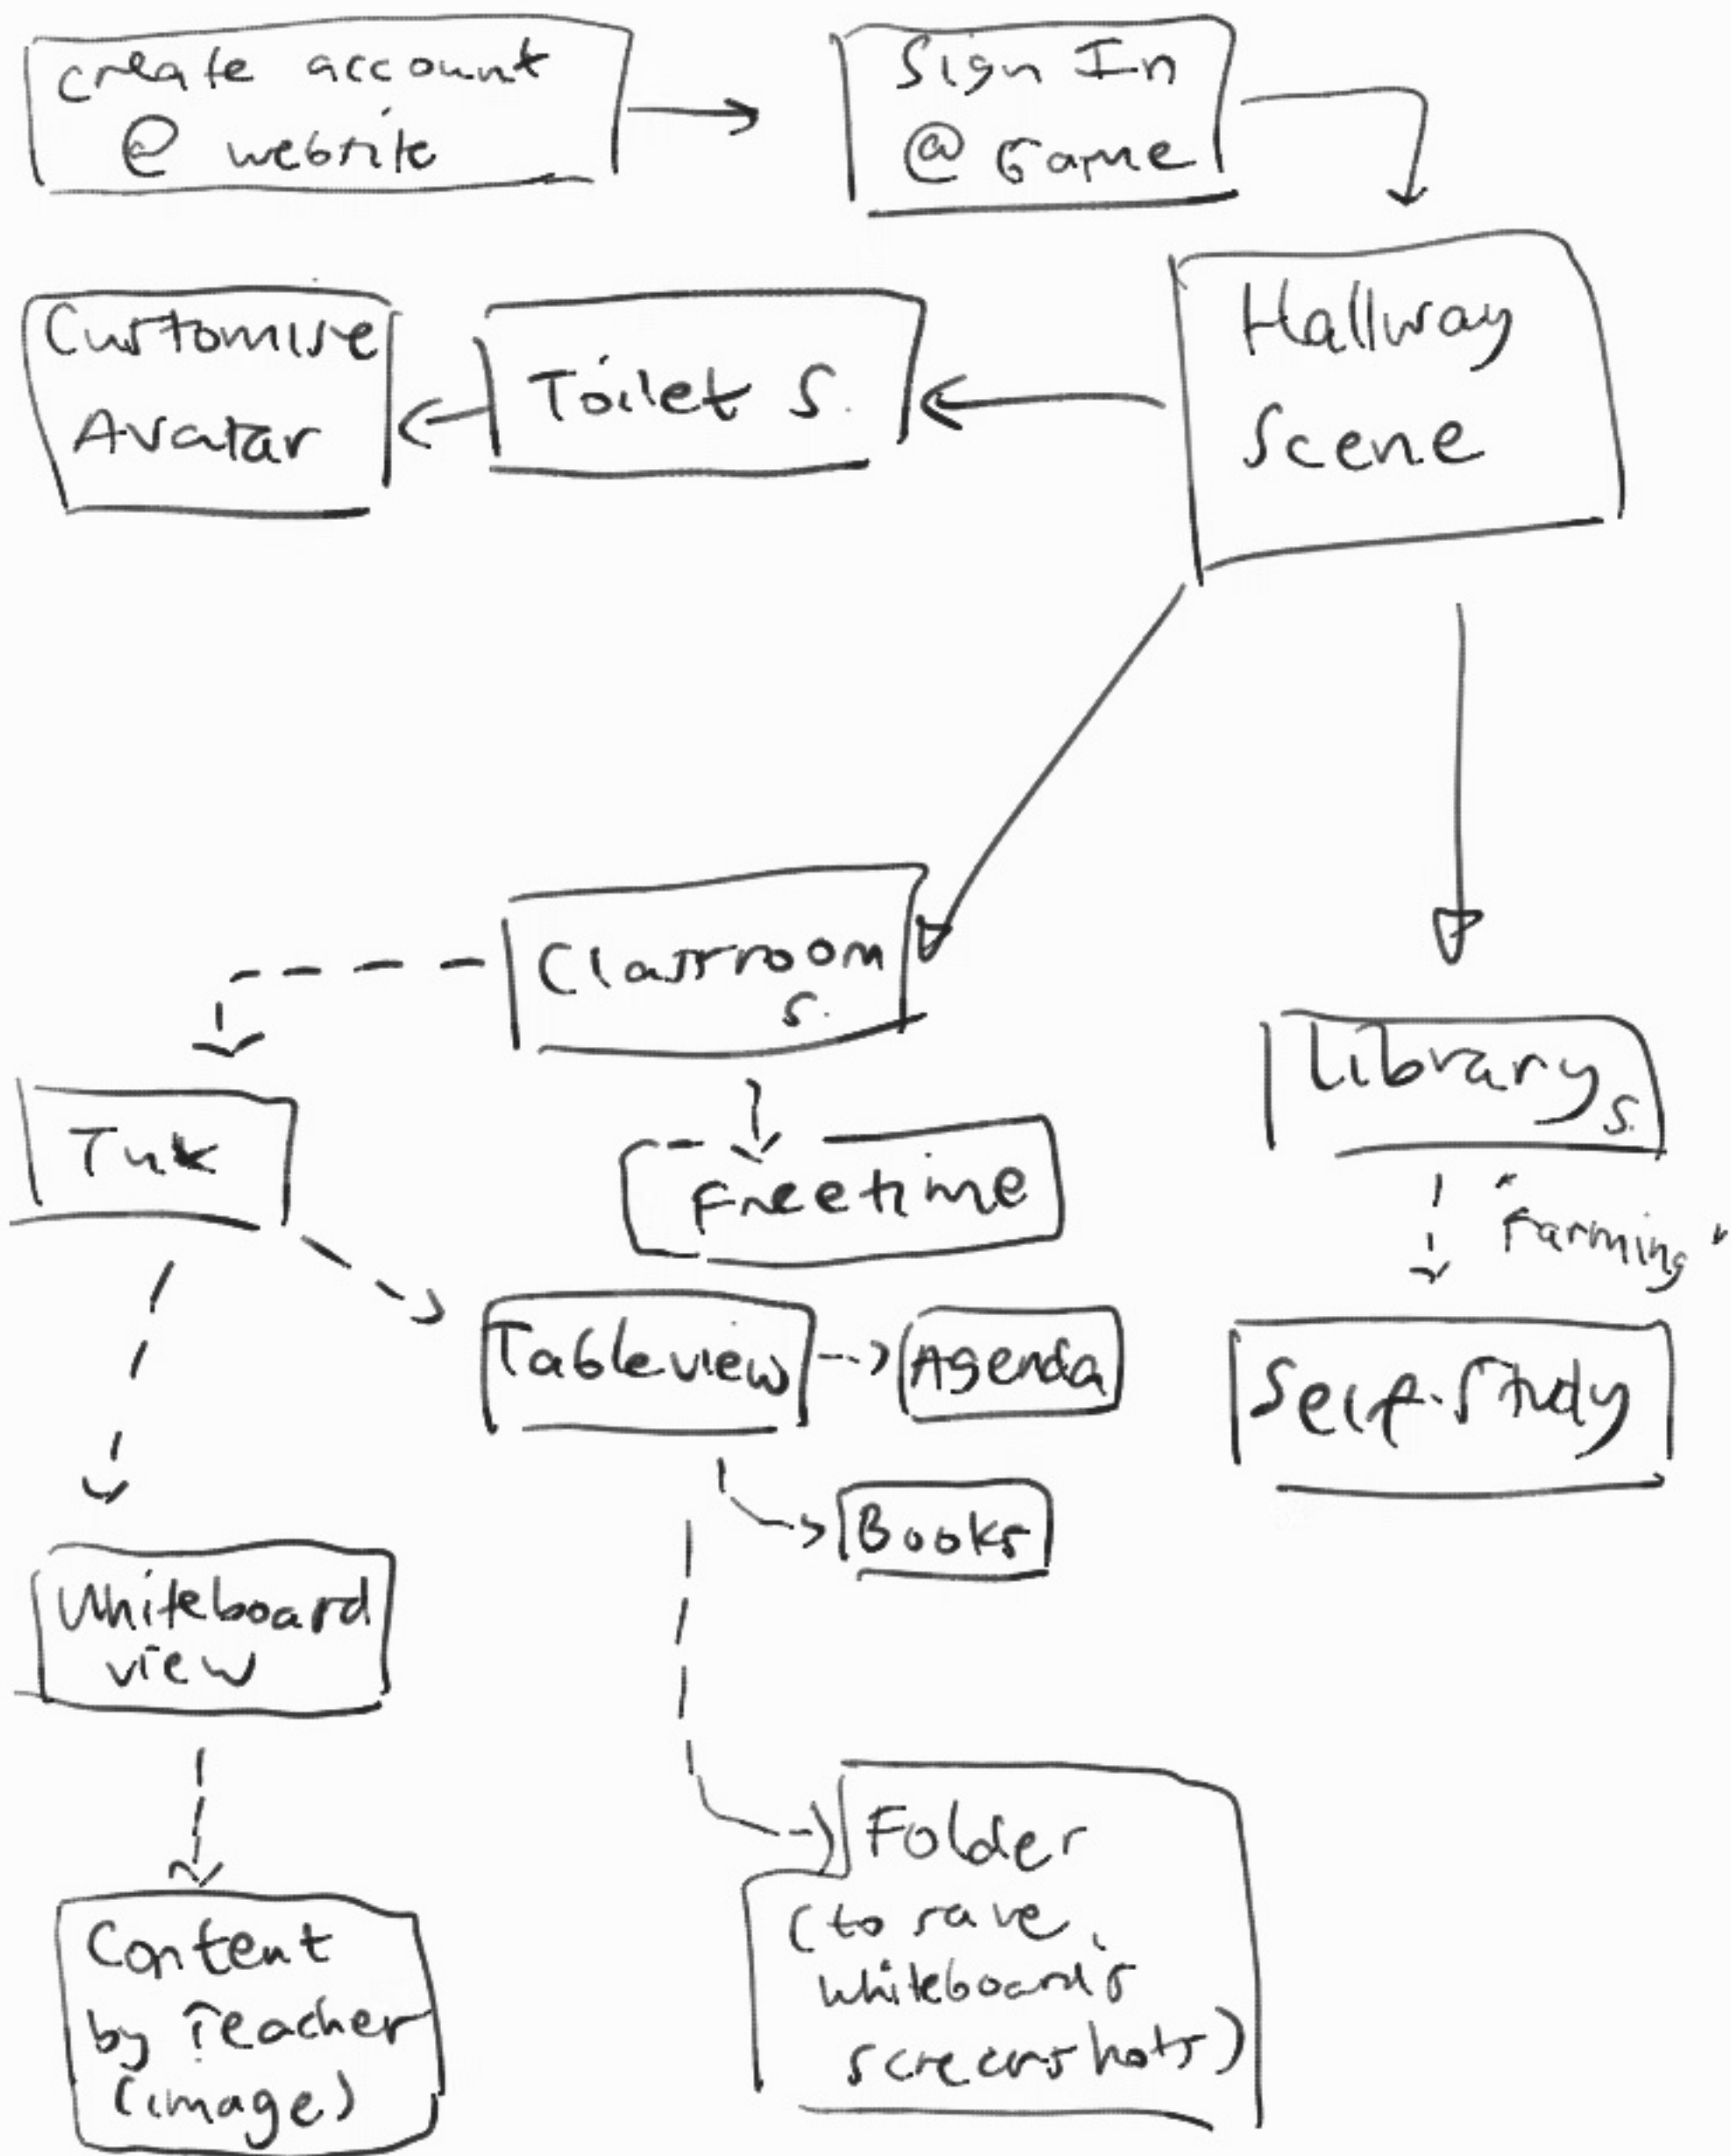 create account
@ website
Sign In
@ Game
Hallway
Scene
Toilet S.
Customise
Avatar
Classroom
S.
Library
S.
"Farming"
Self-Study
Freetime
Tableview
Agenda
Books
Whiteboard
view
Content
by Teacher
(image)
Folder
(to save
whiteboard's
screenshots)